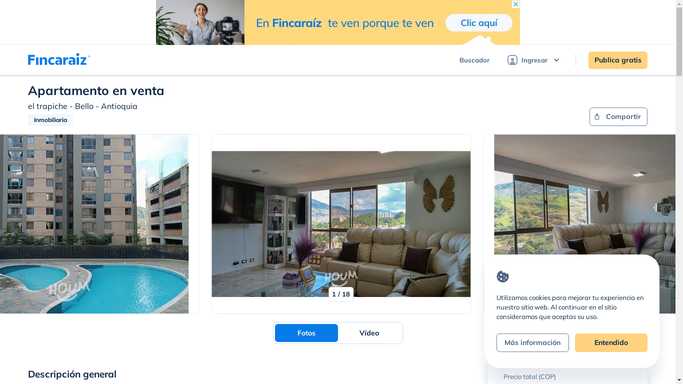 En Fincaraíz te ven porque te ven
Clic aquí
Fincaraíz
Buscador
Ingresar
Publica gratis
Apartamento en venta
el trapiche - Bello - Antioquia
Inmobiliaria
Compartir
HOUM
HOUM
1 / 18
Fotos
Vídeo
Utilizamos cookies para mejorar tu experiencia en
nuestro sitio web. Al continuar en el sitio
consideramos que aceptas su uso.
Más información
Entendido
Descripción general
Precio total (COP)